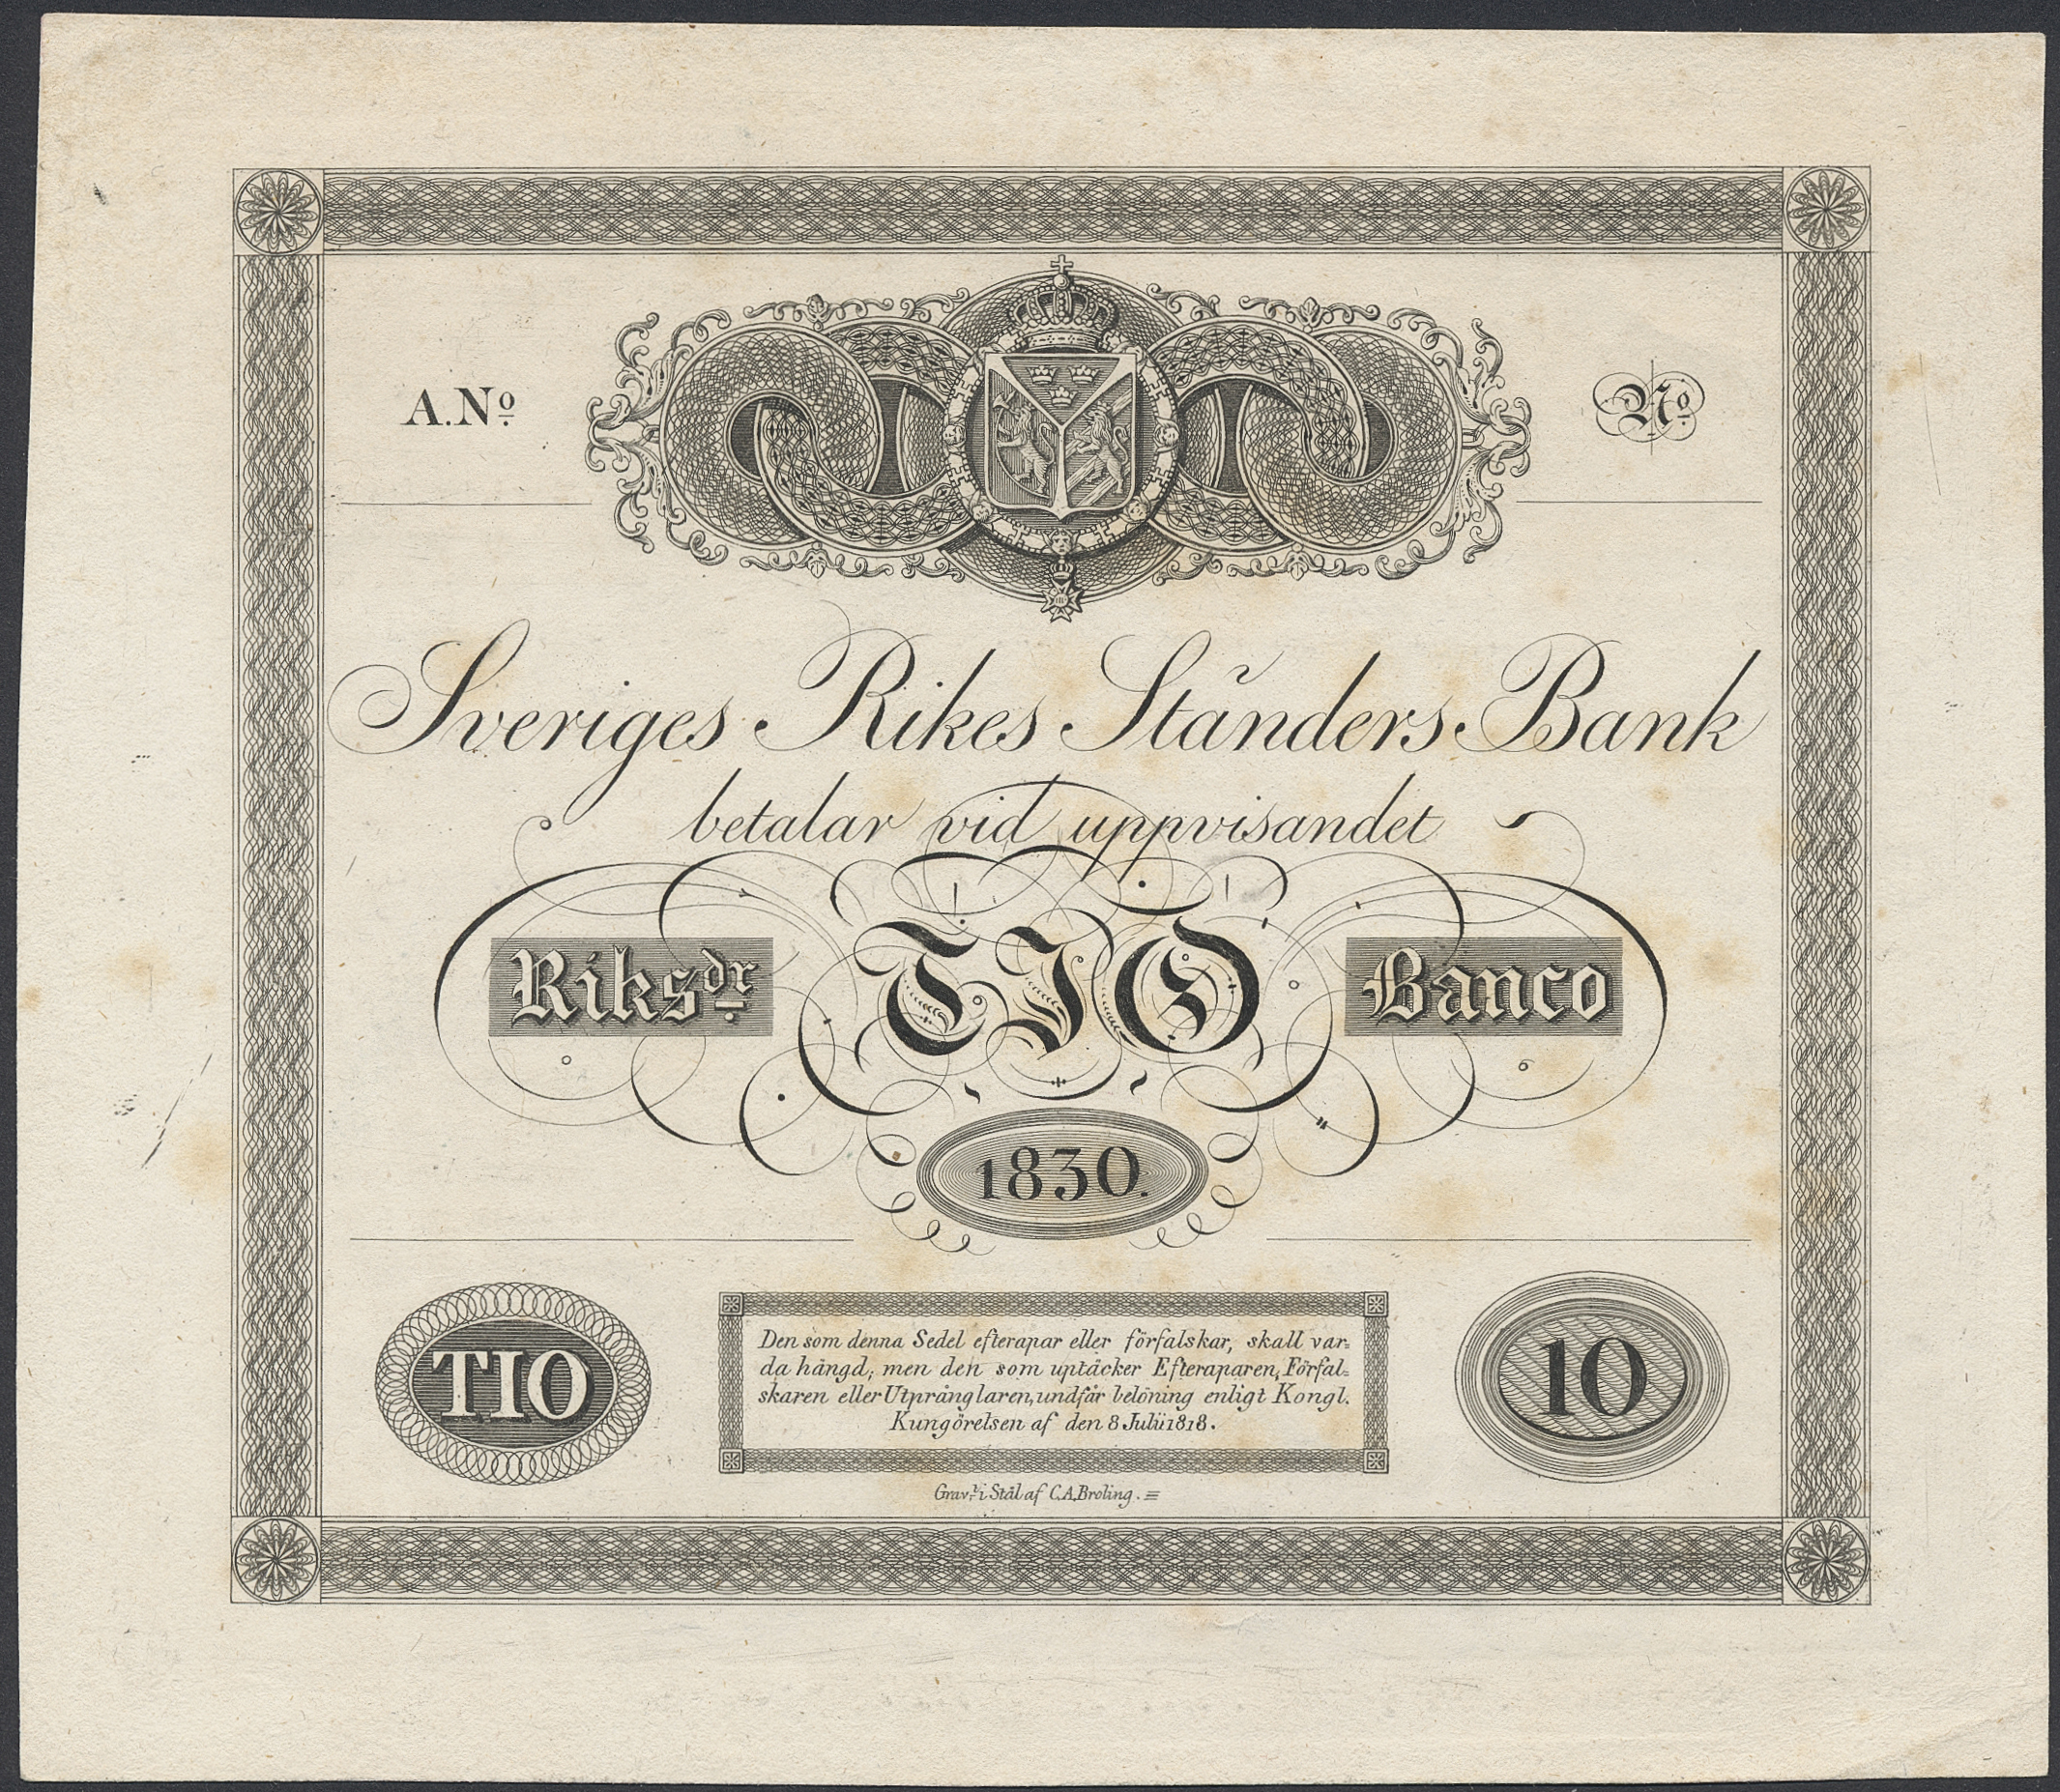 A. Nº
Nº
Sveriges Rikes Ständers Bank
betalar vid uppvisandet
Riksdr TIO Banco
1830.
TIO
Den som denna Sedel efterapar eller förfalskar, skall var=
da hängd; men den som uptäcker Efteraparen, Förfal=
skaren eller Utprånglaren, undfår belöning enligt Kongl.
Kungörelsen af den 8 Julii 1818.
10
Gravt i Stål af C.A. Broling.